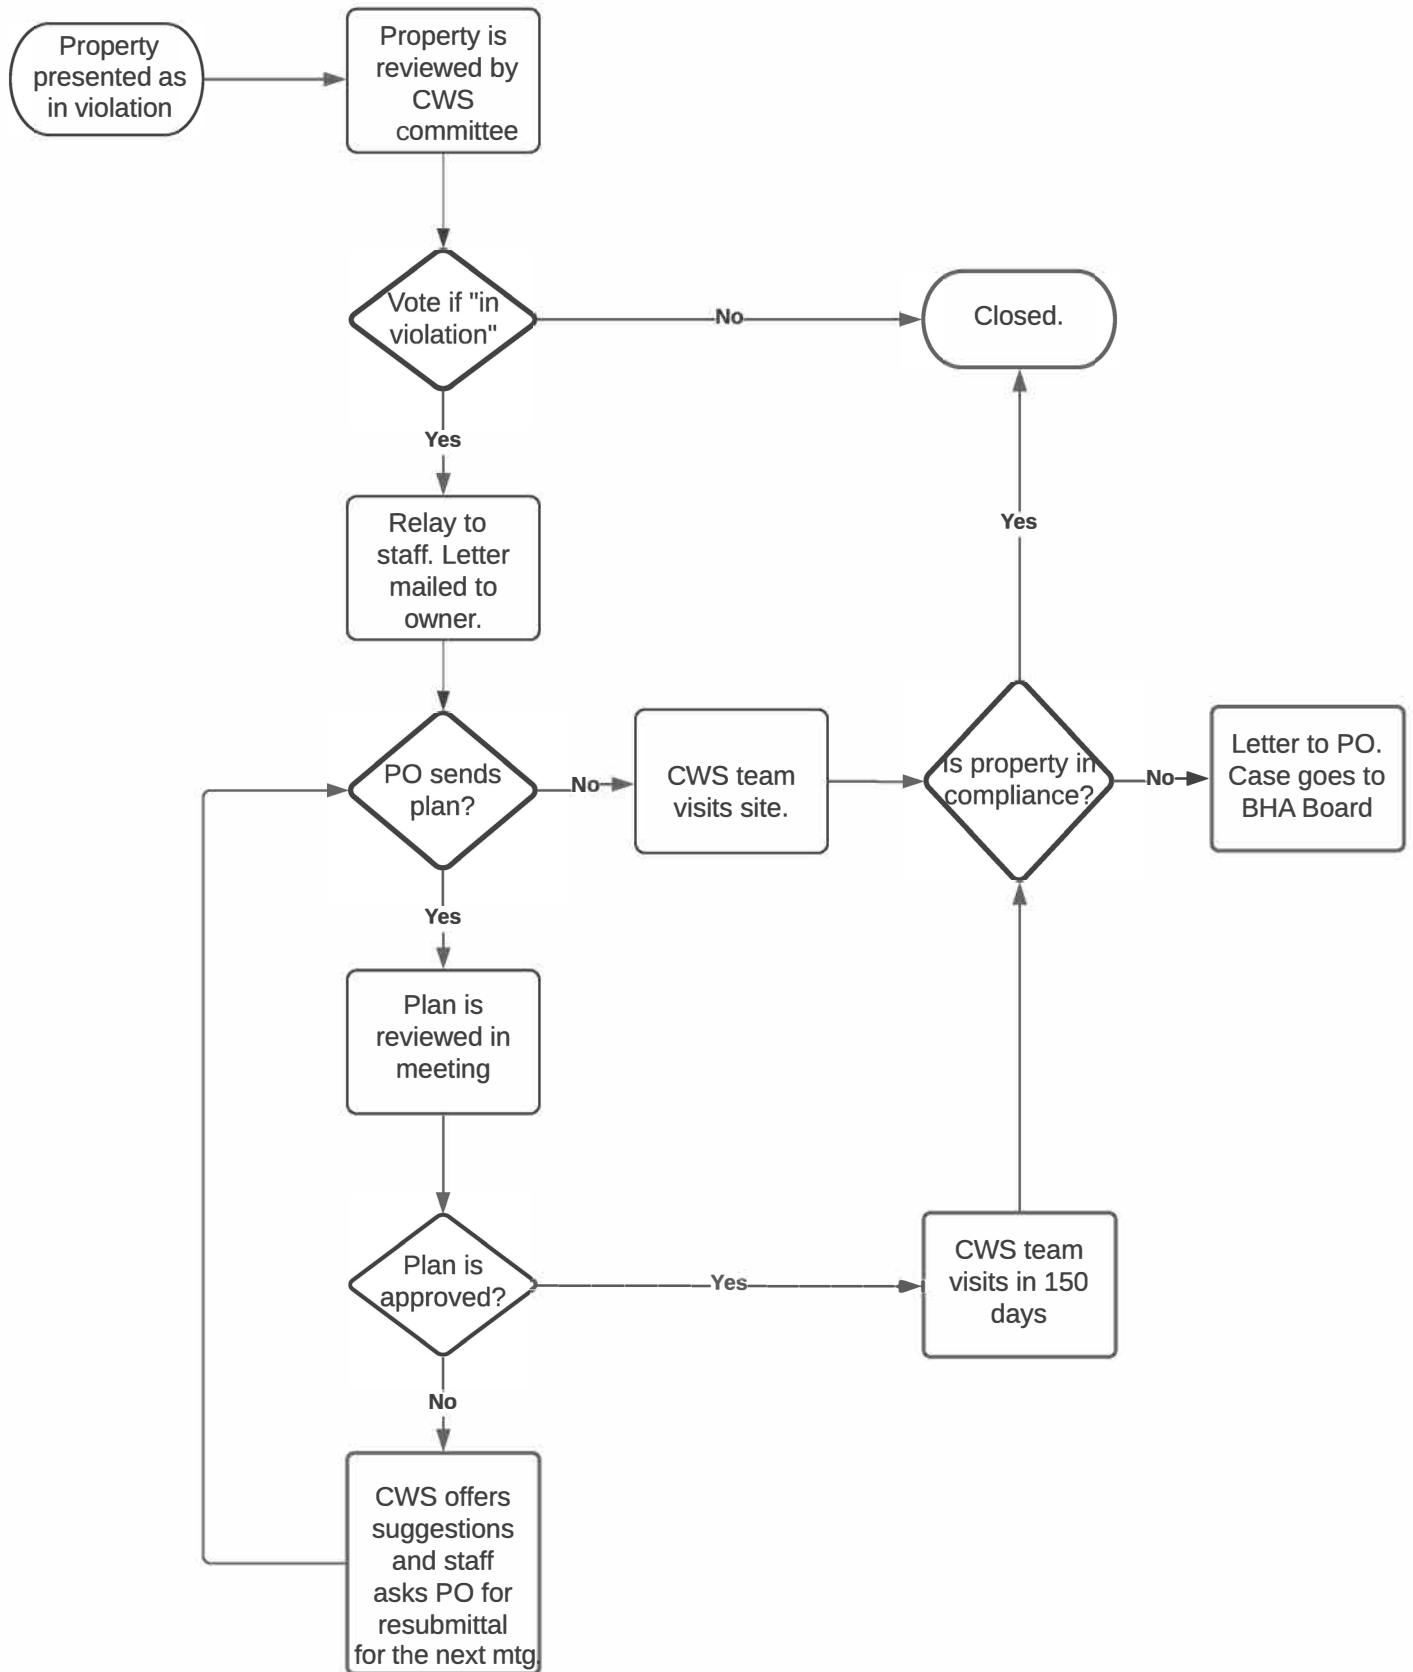 Property
presented as
in violation
Property is
reviewed by
CWS
committee
Vote if "in
violation"
No
Closed.
Yes
Relay to
staff. Letter
mailed to
owner.
Yes
PO sends
plan?
No
CWS team
visits site.
Is property in
compliance?
No
Letter to PO.
Case goes to
BHA Board
Yes
Plan is
reviewed in
meeting
Plan is
approved?
Yes
CWS team
visits in 150
days
No
CWS offers
suggestions
and staff
asks PO for
resubmittal
for the next mtg.